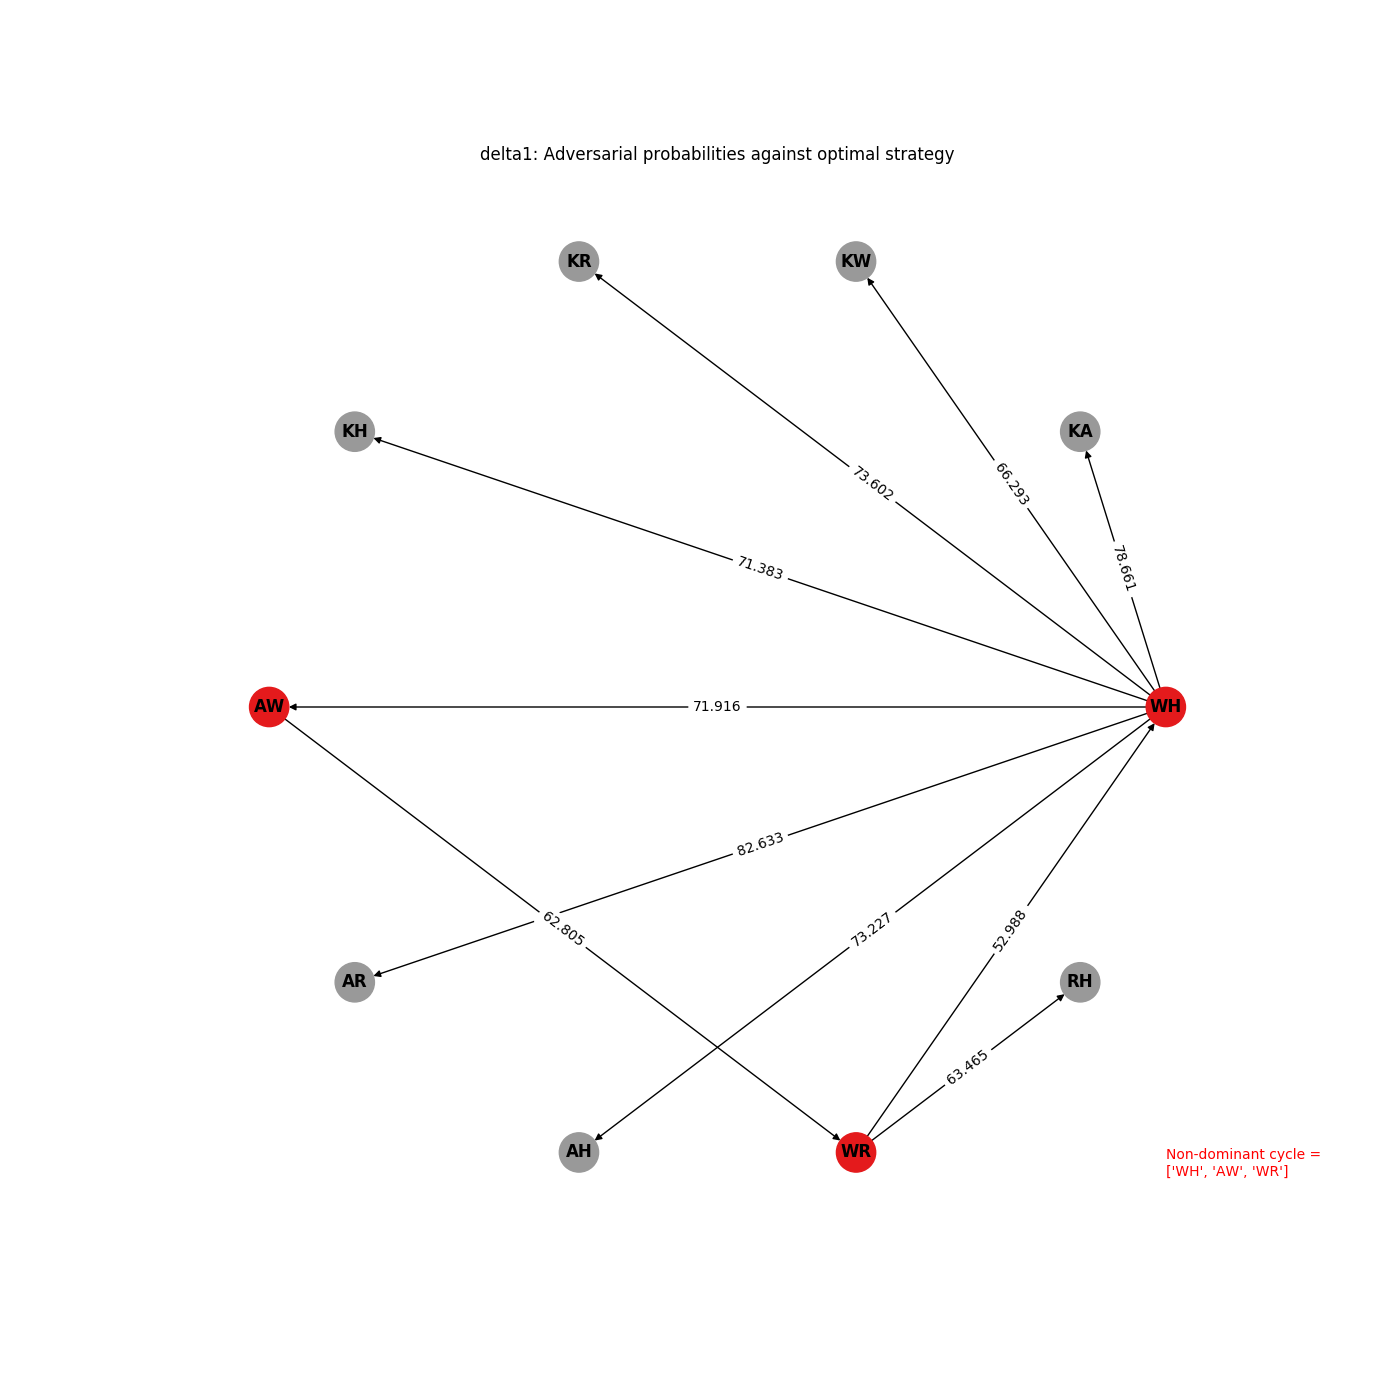 delta1: Adversarial probabilities against optimal strategy
KR
KW
KH
KA
73.602
66.293
71.383
78.661
AW
71.916
WH
82.633
62.805
73.227
52.988
AR
RH
63.465
AH
WR
Non-dominant cycle =
['WH', 'AW', 'WR']